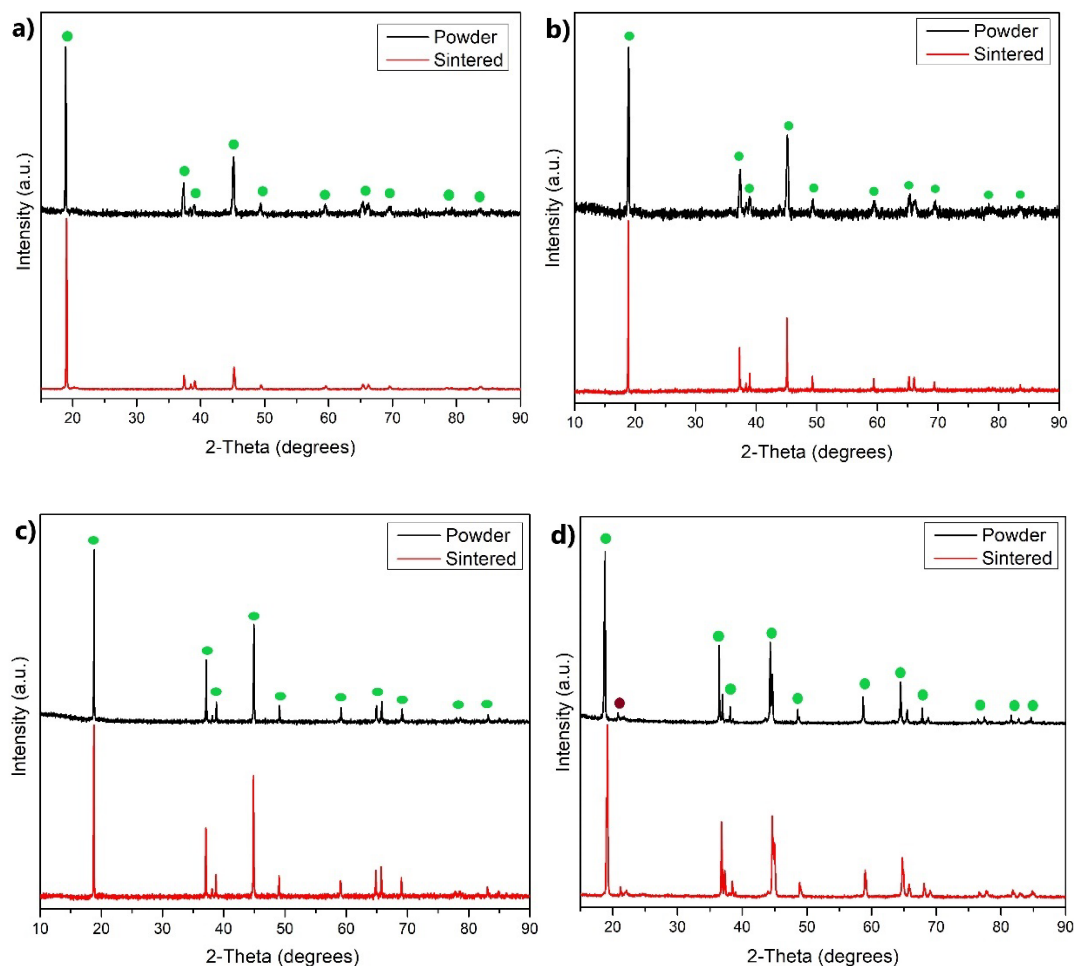 a)
Powder
Sintered
Intensity (a.u.)
20 30 40 50 60 70 80 90
2-Theta (degrees)
b)
Powder
Sintered
Intensity (a.u.)
10 20 30 40 50 60 70 80 90
2-Theta (degrees)
c)
Powder
Sintered
Intensity (a.u.)
10 20 30 40 50 60 70 80 90
2-Theta (degrees)
d)
Powder
Sintered
Intensity (a.u.)
20 30 40 50 60 70 80 90
2-Theta (degrees)